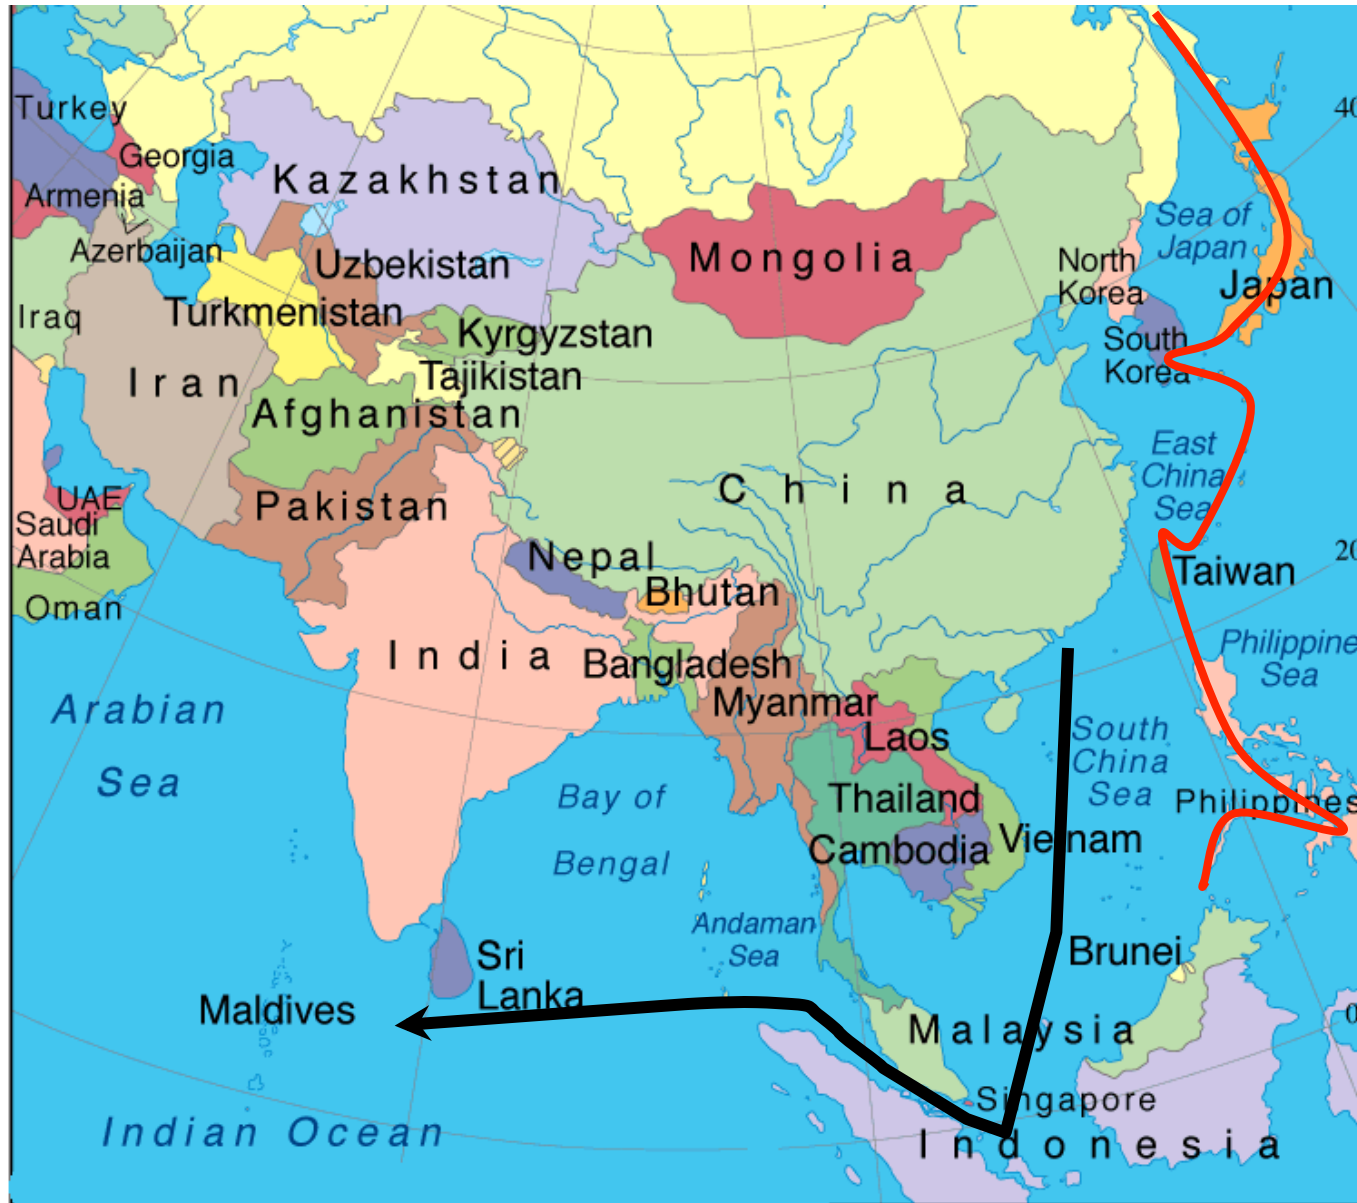 40
Turkey
Georgia
Kazakhstan
Armenia
Sea of
Japan
Azerbaijan
Uzbekistan
Mongolia
North
Korea
Japan
Iraq
Turkmenistan
Kyrgyzstan
South
Korea
Iran
Tajikistan
Afghanistan
East
China
Sea
UAE
Pakistan
China
Saudi
Arabia
Nepal
20
Taiwan
Oman
Bhutan
India
Bangladesh
Philippine
Sea
Arabian
Sea
Myanmar
Laos
South
China
Sea
Bay of
Bengal
Thailand
Philippines
Cambodia
Vietnam
Andaman
Sea
Brunei
Sri
Lanka
Maldives
Malaysia
0
Singapore
Indian Ocean
Indonesia